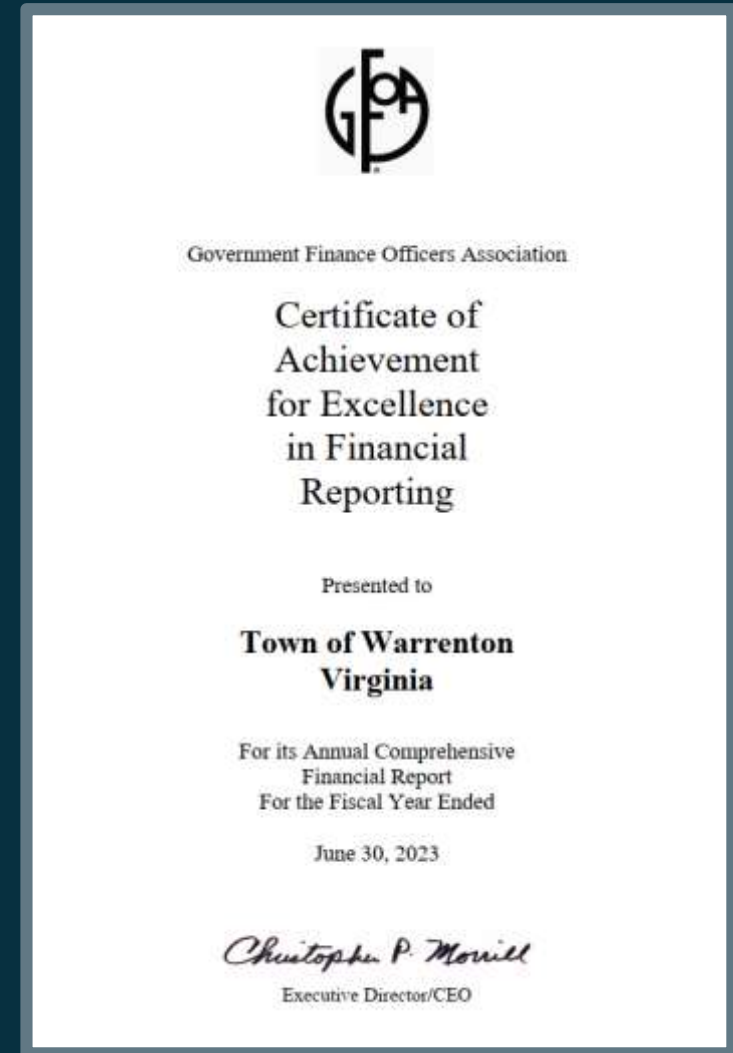 GFOA
Government Finance Officers Association
Certificate of
Achievement
for Excellence
in Financial
Reporting
Presented to
Town of Warrenton
Virginia
For its Annual Comprehensive
Financial Report
For the Fiscal Year Ended
June 30, 2023
Christopher P. Morrill
Executive Director/CEO